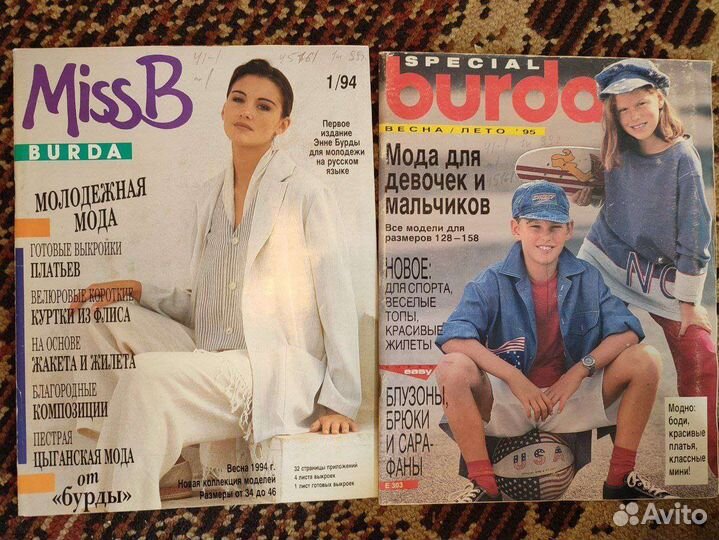 MISSB
BURDA
1/94
Первое
издание
Энне Бурды
для молодежи
на русском
языке
МОЛОДЕЖНАЯ
МОДА
ГОТОВЫЕ ВЫКРОЙКИ
ПЛАТЬЕВ
ВЕЛЮРОВЫЕ КОРОТКИЕ
КУРТКИ ИЗ ФЛИСА
НА ОСНОВЕ
ЖАКЕТА И ЖИЛЕТА
БЛАГОРОДНЫЕ
КОМПОЗИЦИИ
ПЕСТРАЯ
ЦЫГАНСКАЯ МОДА
от
«бурды»
Весна 1994 г.
Новая коллекция моделей
Размеры от 34 до 46
32 страницы приложений
4 листа выкроек
1 лист готовых выкроек
SPECIAL
burda
ВЕСНА / ЛЕТО '95
Мода для
девочек и
мальчиков
Все модели для
размеров 128–158
НОВОЕ:
ДЛЯ СПОРТА,
ВЕСЕЛЫЕ
ТОПЫ,
КРАСИВЫЕ
ЖИЛЕТЫ
easy
БЛУЗОНЫ,
БРЮКИ
И САРА-
ФАНЫ
E 303
USA
NC
Модно:
боди,
красивые
платья,
классные
мини!
Avito